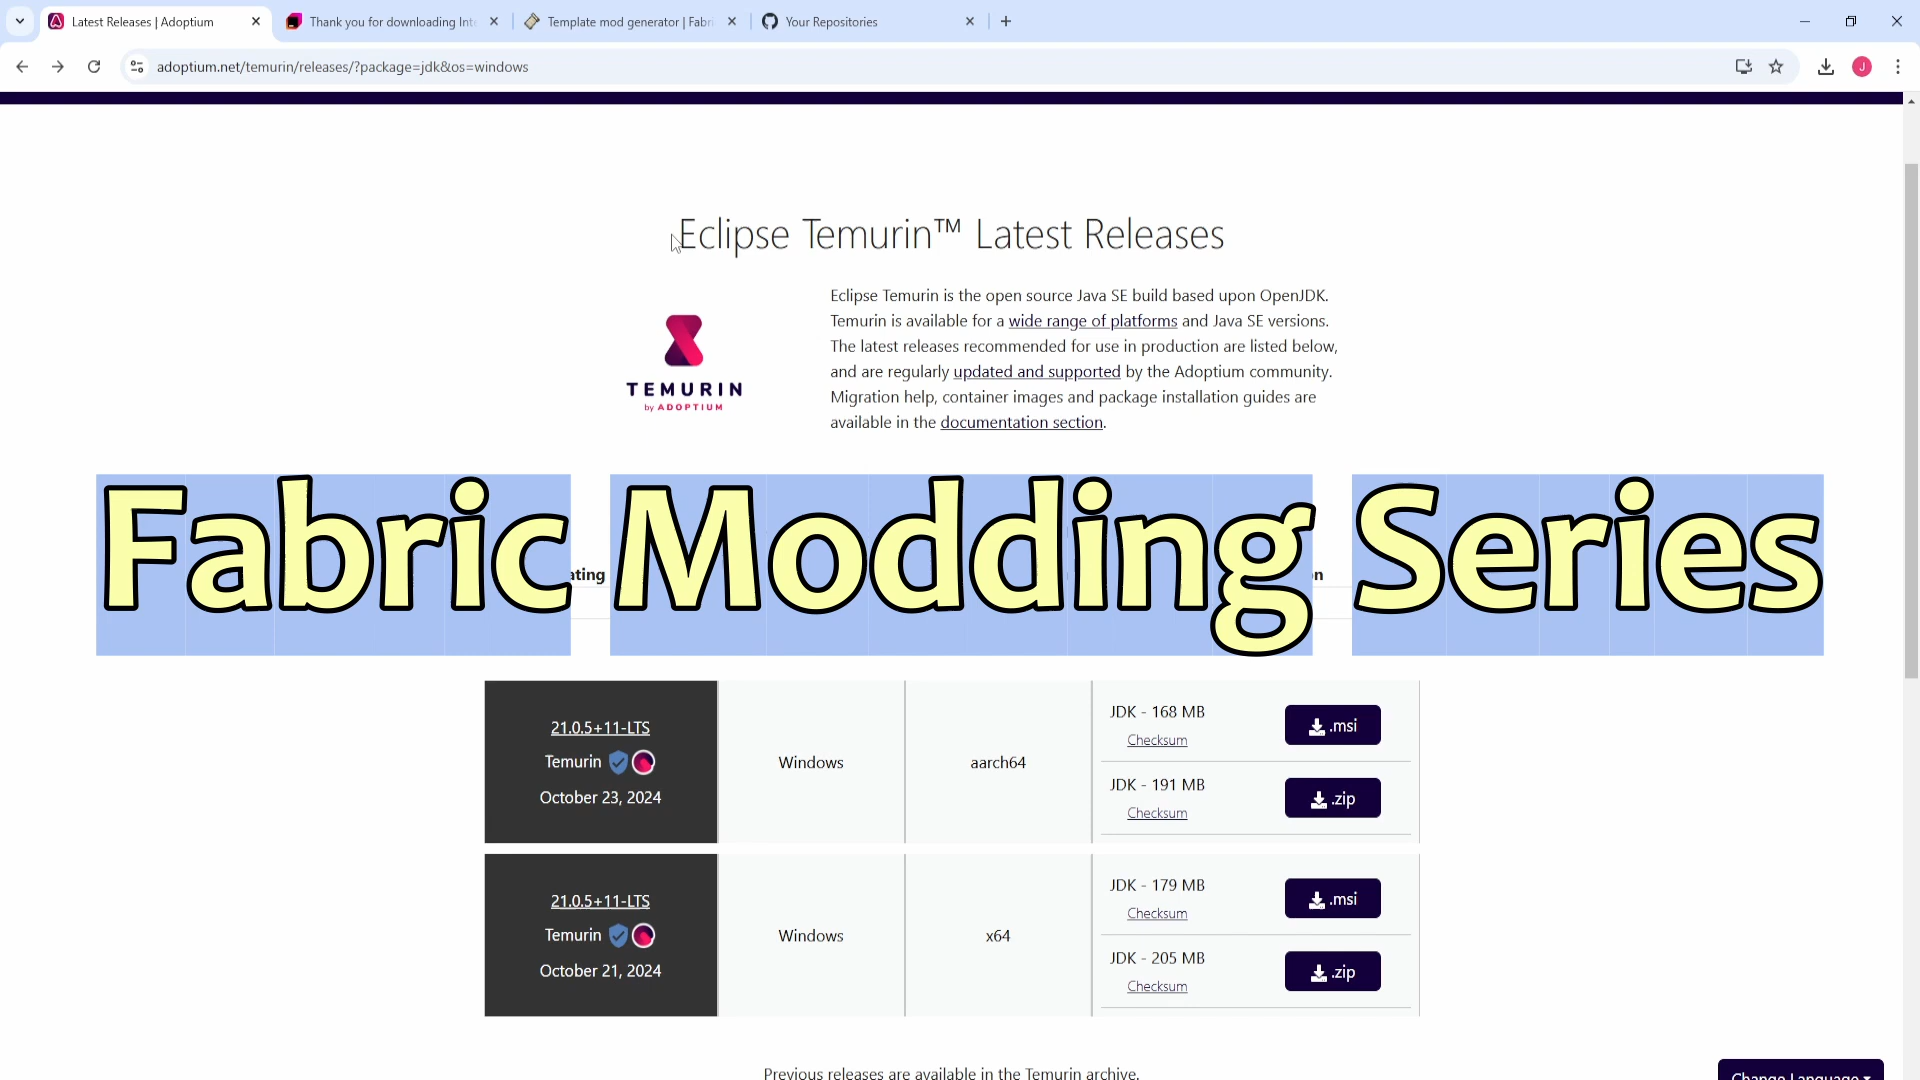 Latest Releases | Adoptium
Thank you for downloading Int
Template mod generator | Fabri
Your Repositories
adoptium.net/temurin/releases/?package=jdk&os=windows
J
Eclipse Temurin™ Latest Releases
TEMURIN
by ADOPTIUM
Eclipse Temurin is the open source Java SE build based upon OpenJDK.
Temurin is available for a wide range of platforms and Java SE versions.
The latest releases recommended for use in production are listed below,
and are regularly updated and supported by the Adoptium community.
Migration help, container images and package installation guides are
available in the documentation section.
Fabric Modding Series
21.0.5+11-LTS
Temurin
October 23, 2024
Windows
aarch64
JDK - 168 MB
Checksum
.msi
JDK - 191 MB
Checksum
.zip
21.0.5+11-LTS
Temurin
October 21, 2024
Windows
x64
JDK - 179 MB
Checksum
.msi
JDK - 205 MB
Checksum
.zip
Previous releases are available in the Temurin archive.
Change Language